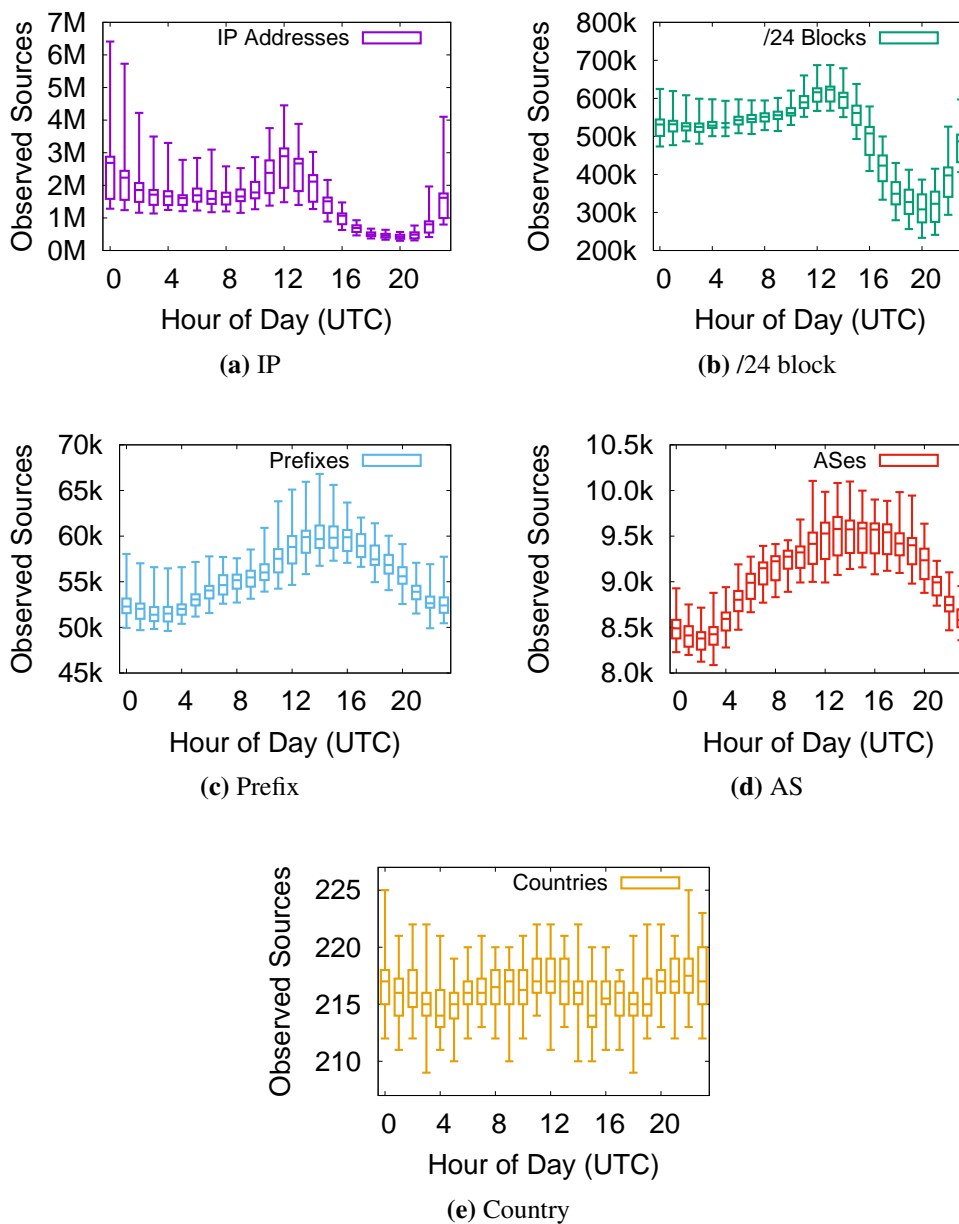 7M
6M
5M
4M
3M
2M
1M
0M
Observed Sources
IP Addresses
0 4 8 12 16 20
Hour of Day (UTC)
(a) IP
800k
700k
600k
500k
400k
300k
200k
Observed Sources
/24 Blocks
0 4 8 12 16 20
Hour of Day (UTC)
(b) /24 block
70k
65k
60k
55k
50k
45k
Observed Sources
Prefixes
0 4 8 12 16 20
Hour of Day (UTC)
(c) Prefix
10.5k
10.0k
9.5k
9.0k
8.5k
8.0k
Observed Sources
ASes
0 4 8 12 16 20
Hour of Day (UTC)
(d) AS
225
220
215
210
Observed Sources
Countries
0 4 8 12 16 20
Hour of Day (UTC)
(e) Country